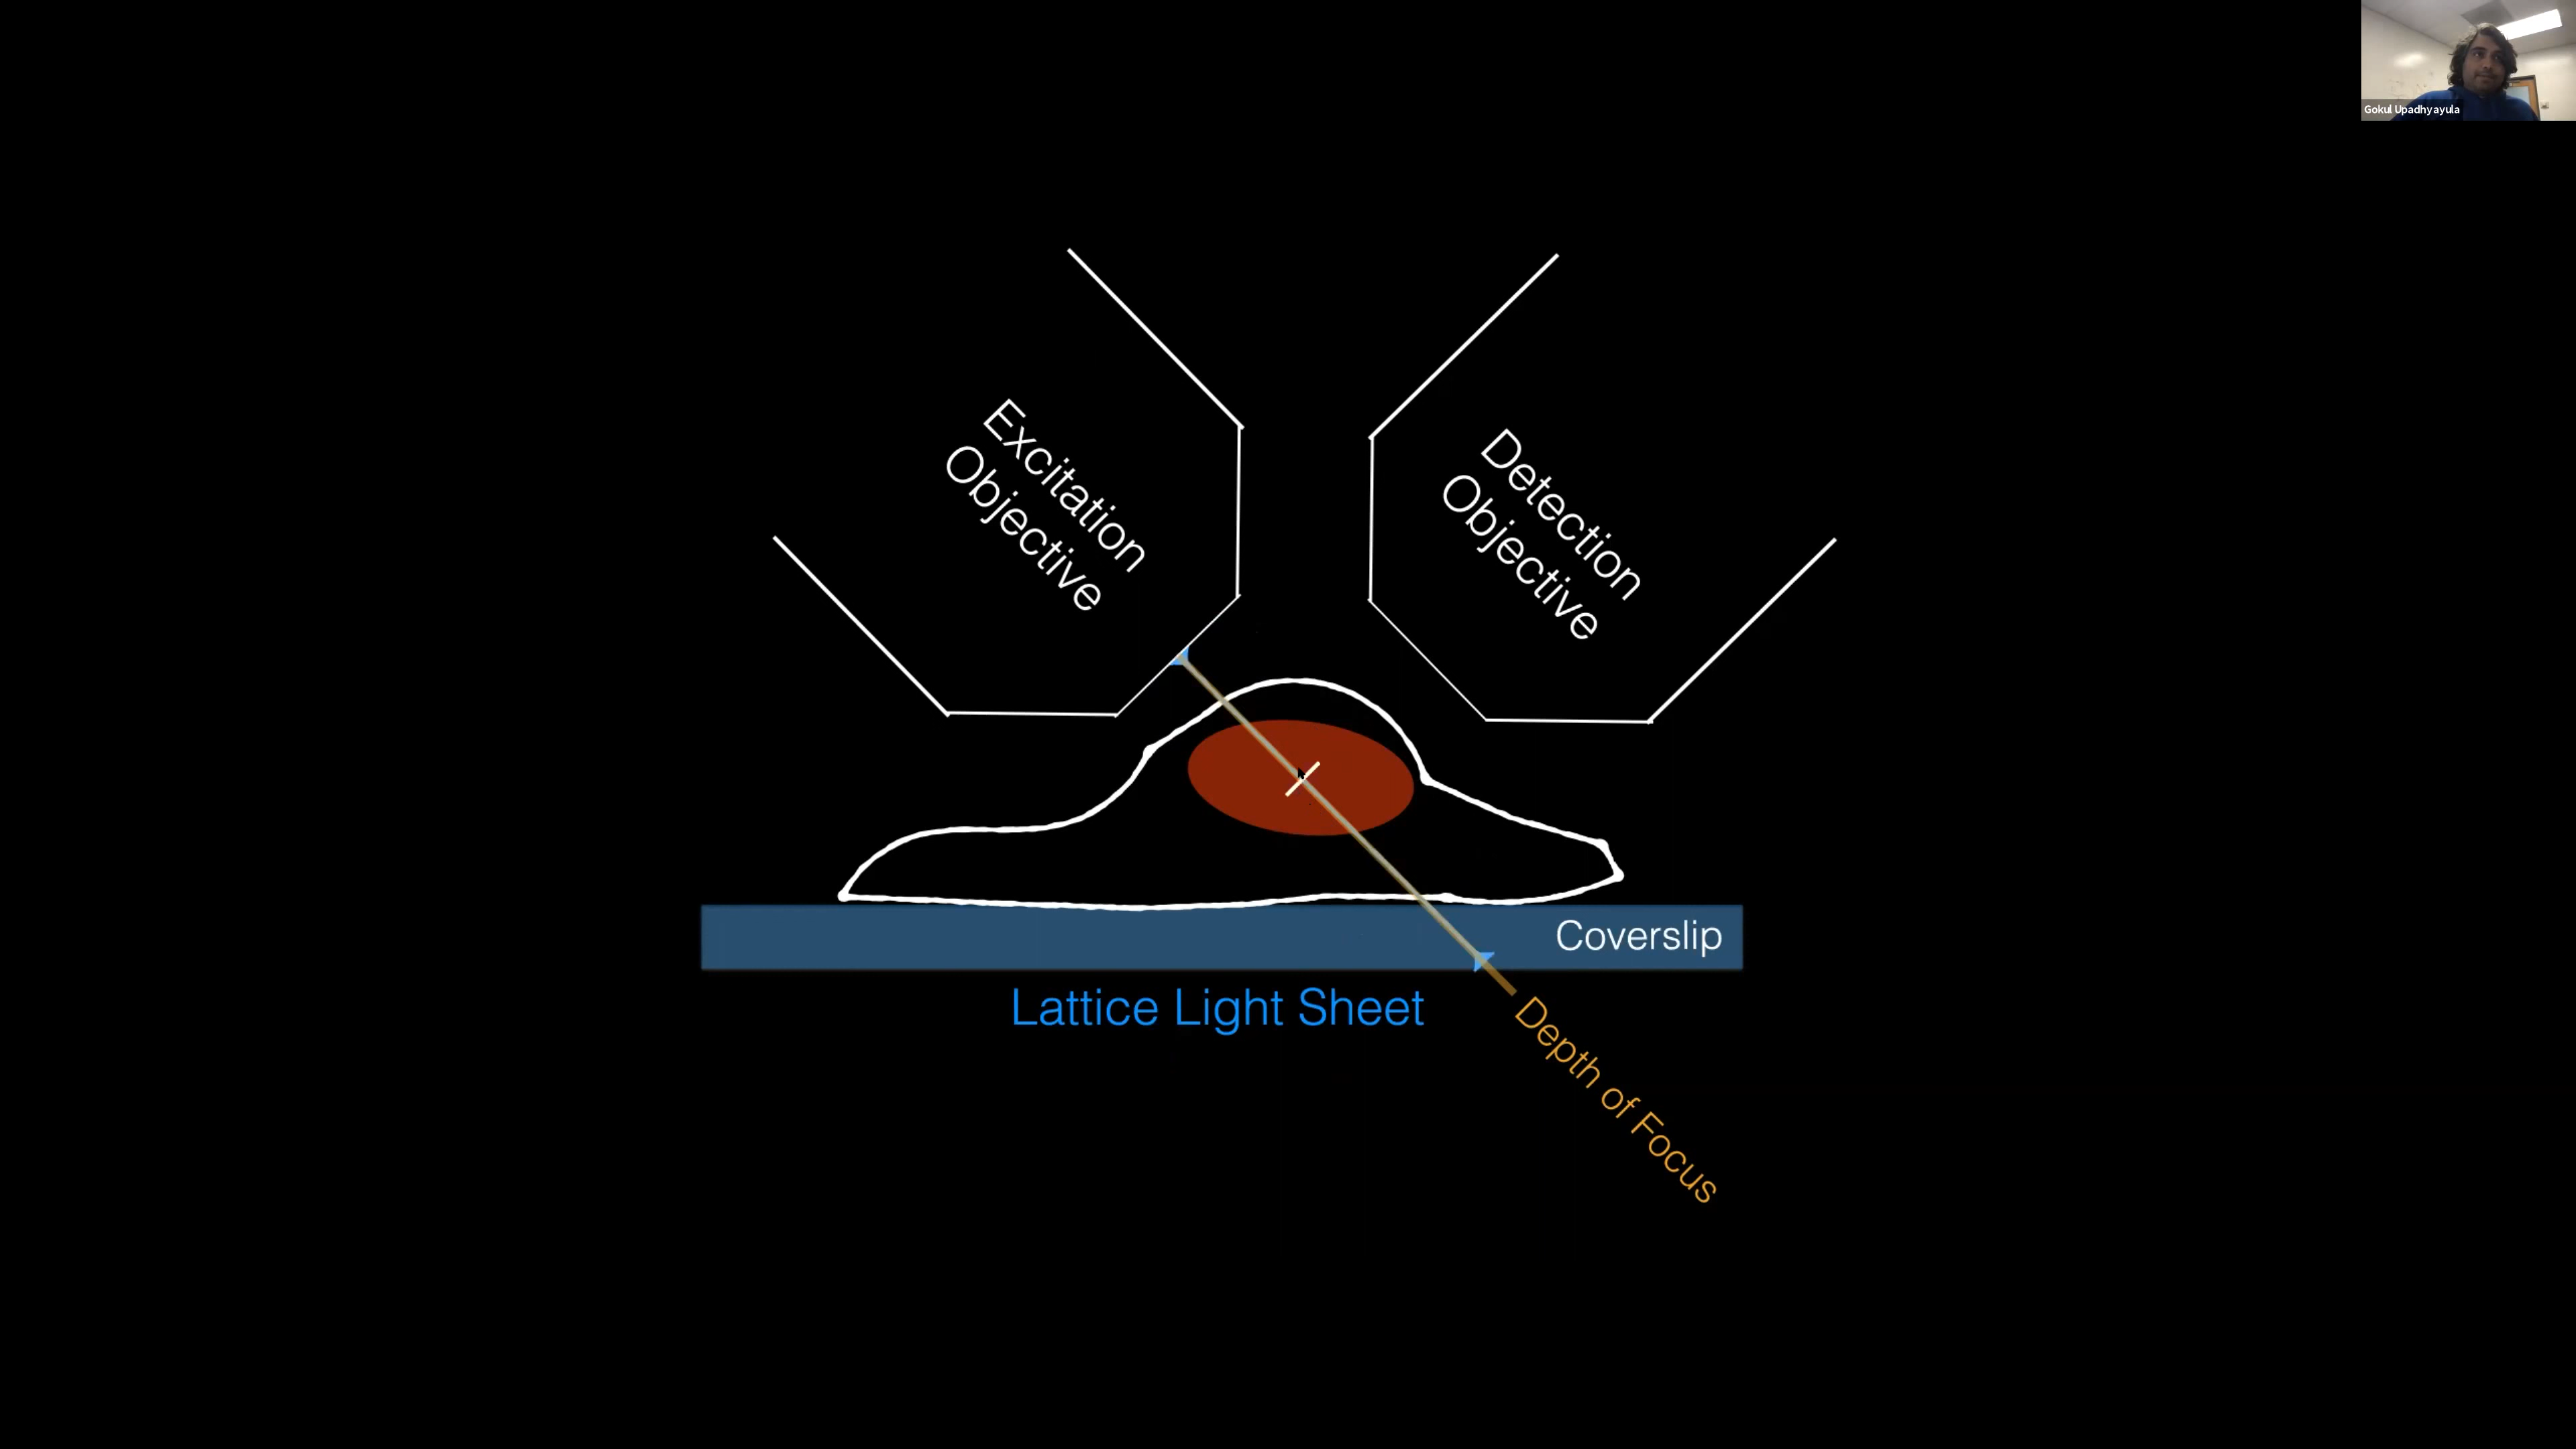 Gokul Upadhyayula
Excitation
Objective
Detection
Objective
Coverslip
Lattice Light Sheet
Depth of Focus